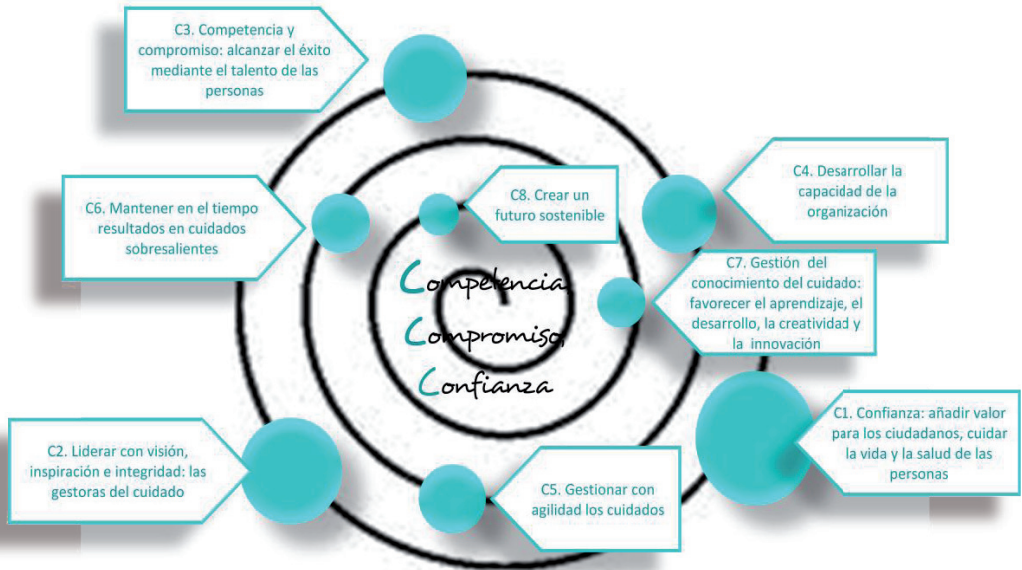 C3. Competencia y
compromiso: alcanzar el éxito
mediante el talento de las
personas
C4. Desarrollar la
capacidad de la
organización
C8. Crear un
futuro sostenible
C6. Mantener en el tiempo
resultados en cuidados
sobresalientes
C7. Gestión del
conocimiento del cuidado:
favorecer el aprendizaje, el
desarrollo, la creatividad y
la innovación
Competencia,
Compromiso,
Confianza
C1. Confianza: añadir valor
para los ciudadanos, cuidar
la vida y la salud de las
personas
C2. Liderar con visión,
inspiración e integridad: las
gestoras del cuidado
C5. Gestionar con
agilidad los cuidados